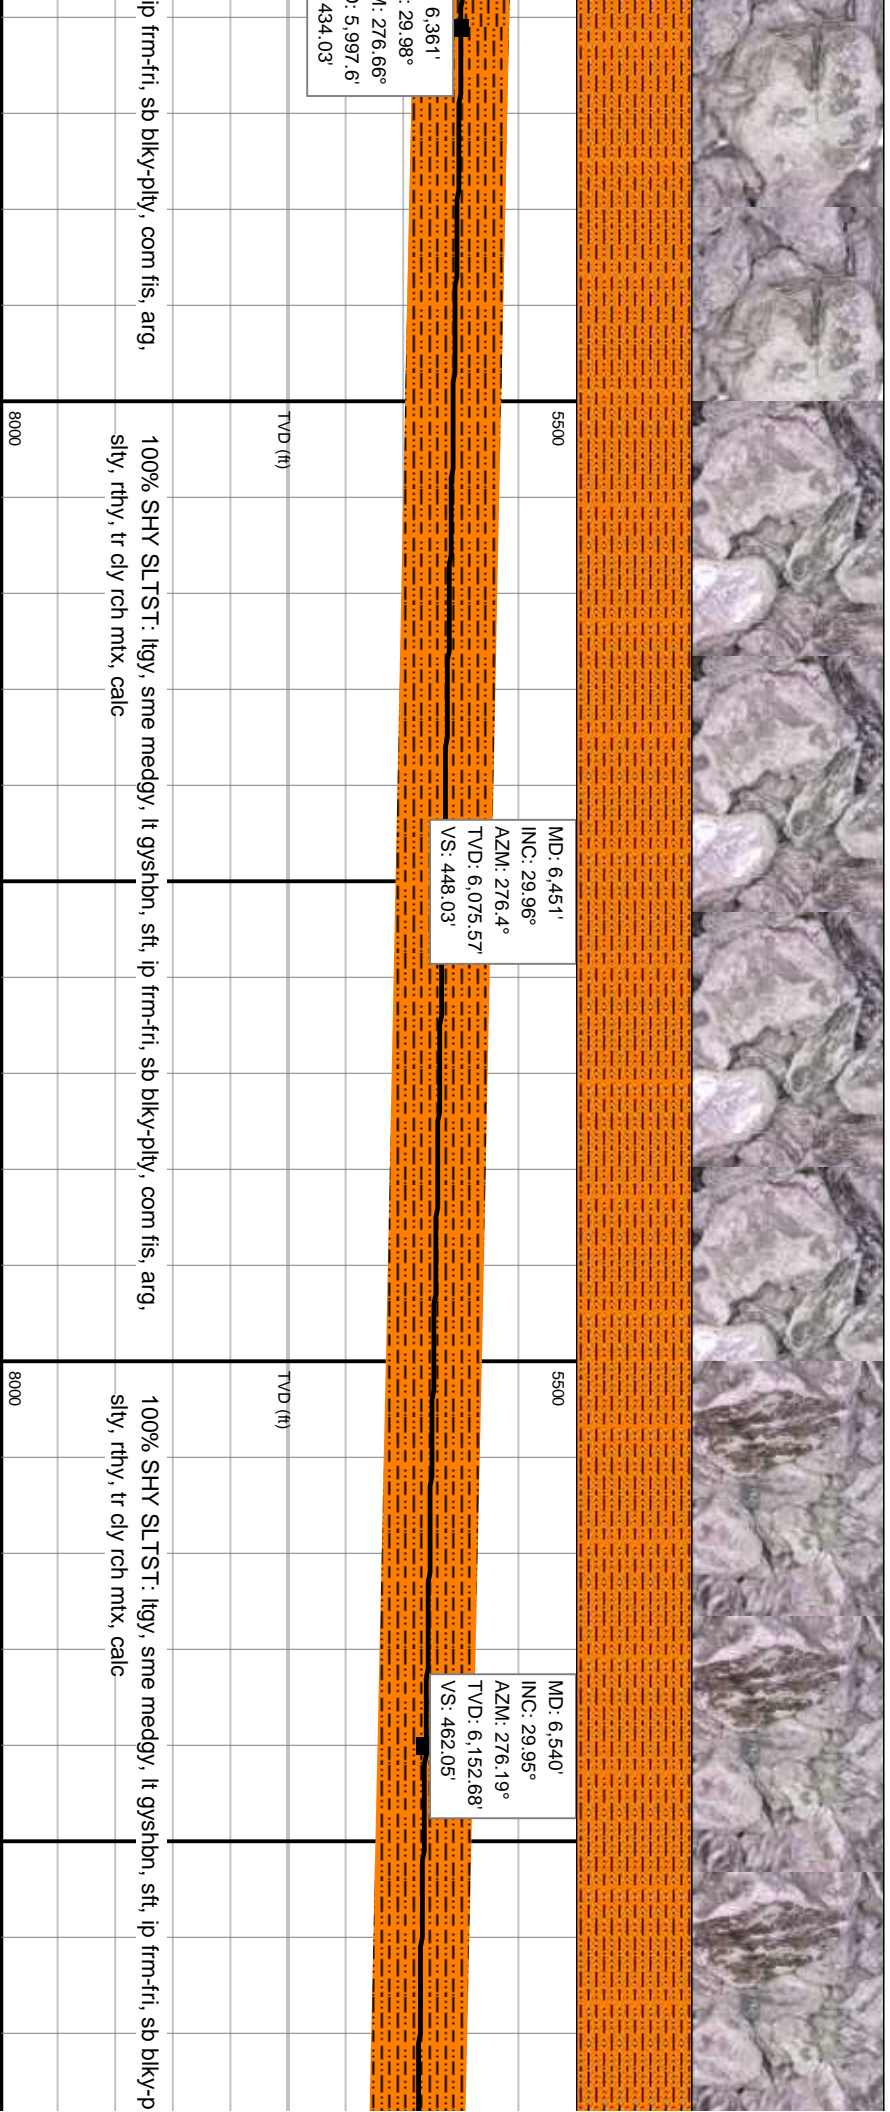 6,361'
: 29.98°
M: 276.66°
D: 5,997.6'
434.03'
ip frm-fri, sb blky-plty, com fis, arg,
5500
TVD (ft)
8000
100% SHY SLTST: ltgy, sme medgy, lt gyshbn, sft, ip frm-fri, sb blky-plty, com fis, arg,
slty, rthy, tr cly rch mtx, calc
MD: 6,451'
INC: 29.96°
AZM: 276.4°
TVD: 6,075.57'
VS: 448.03'
5500
TVD (ft)
8000
100% SHY SLTST: ltgy, sme medgy, lt gyshbn, sft, ip frm-fri, sb blky-p
slty, rthy, tr cly rch mtx, calc
MD: 6,540'
INC: 29.95°
AZM: 276.19°
TVD: 6,152.68'
VS: 462.05'